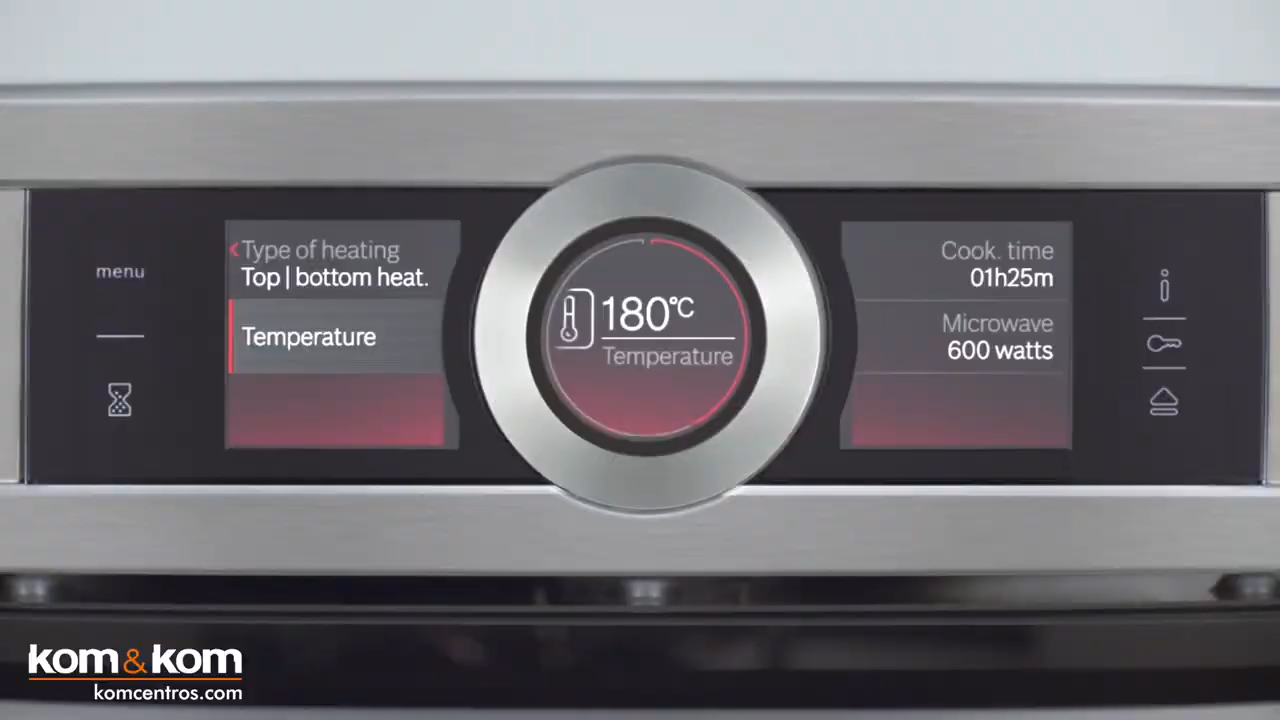 menu
Type of heating
Top | bottom heat.
Temperature
180°C
Temperature
Cook. time
01h25m
Microwave
600 watts
kom&kom
komcentros.com